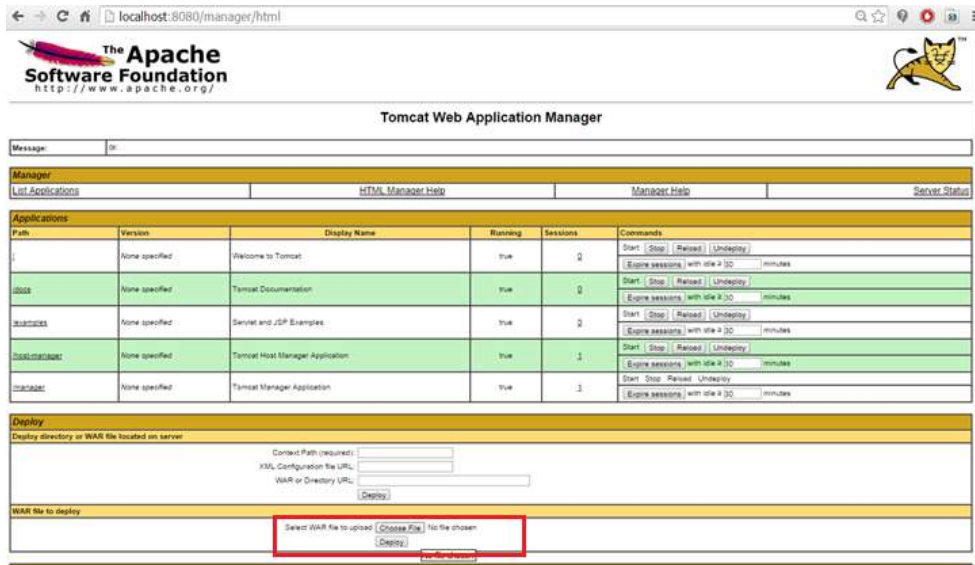 localhost:8080/manager/html
The Apache
Software Foundation
http://www.apache.org/
TM
Tomcat Web Application Manager
Message: OK
Manager
List Applications HTML Manager Help Manager Help Server Status
Applications
Path Version Display Name Running Sessions Commands
/ None specified Welcome to Tomcat true 0 Start Stop Reload Undeploy
Expire sessions with idle ≥ 30 minutes
/docs None specified Tomcat Documentation true 0 Start Stop Reload Undeploy
Expire sessions with idle ≥ 30 minutes
/examples None specified Servlet and JSP Examples true 0 Start Stop Reload Undeploy
Expire sessions with idle ≥ 30 minutes
/host-manager None specified Tomcat Host Manager Application true 1 Start Stop Reload Undeploy
Expire sessions with idle ≥ 30 minutes
/manager None specified Tomcat Manager Application true 1 Start Stop Reload Undeploy
Expire sessions with idle ≥ 30 minutes
Deploy
Deploy directory or WAR file located on server
Context Path (required):
XML Configuration file URL:
WAR or Directory URL:
Deploy
WAR file to deploy
Select WAR file to upload Choose File No file chosen
Deploy
No file chosen